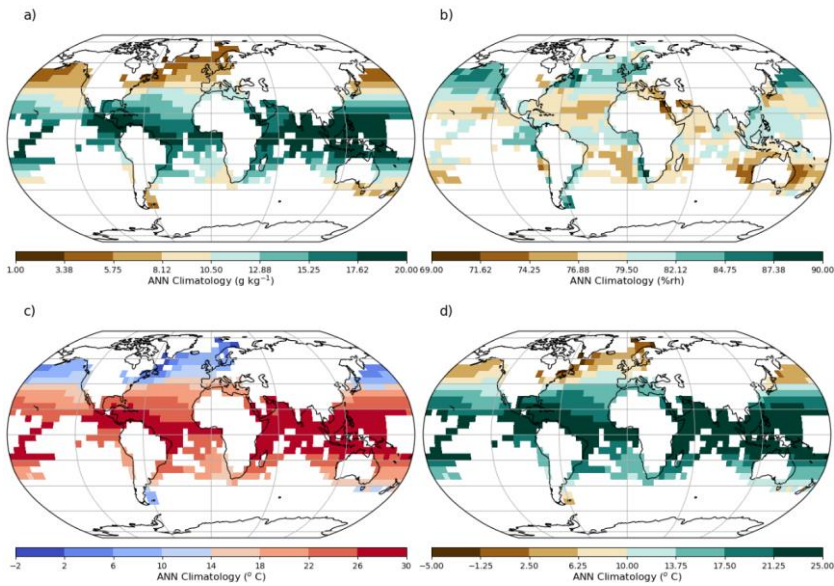 a)
b)
1.00 3.38 5.75 8.12 10.50 12.88 15.25 17.62 20.00
ANN Climatology (g kg⁻¹)
69.00 71.62 74.25 76.88 79.50 82.12 84.75 87.38 90.00
ANN Climatology (%rh)
c)
d)
−2 2 6 10 14 18 22 26 30
ANN Climatology (⁰ C)
−5.00 −1.25 2.50 6.25 10.00 13.75 17.50 21.25 25.00
ANN Climatology (⁰ C)